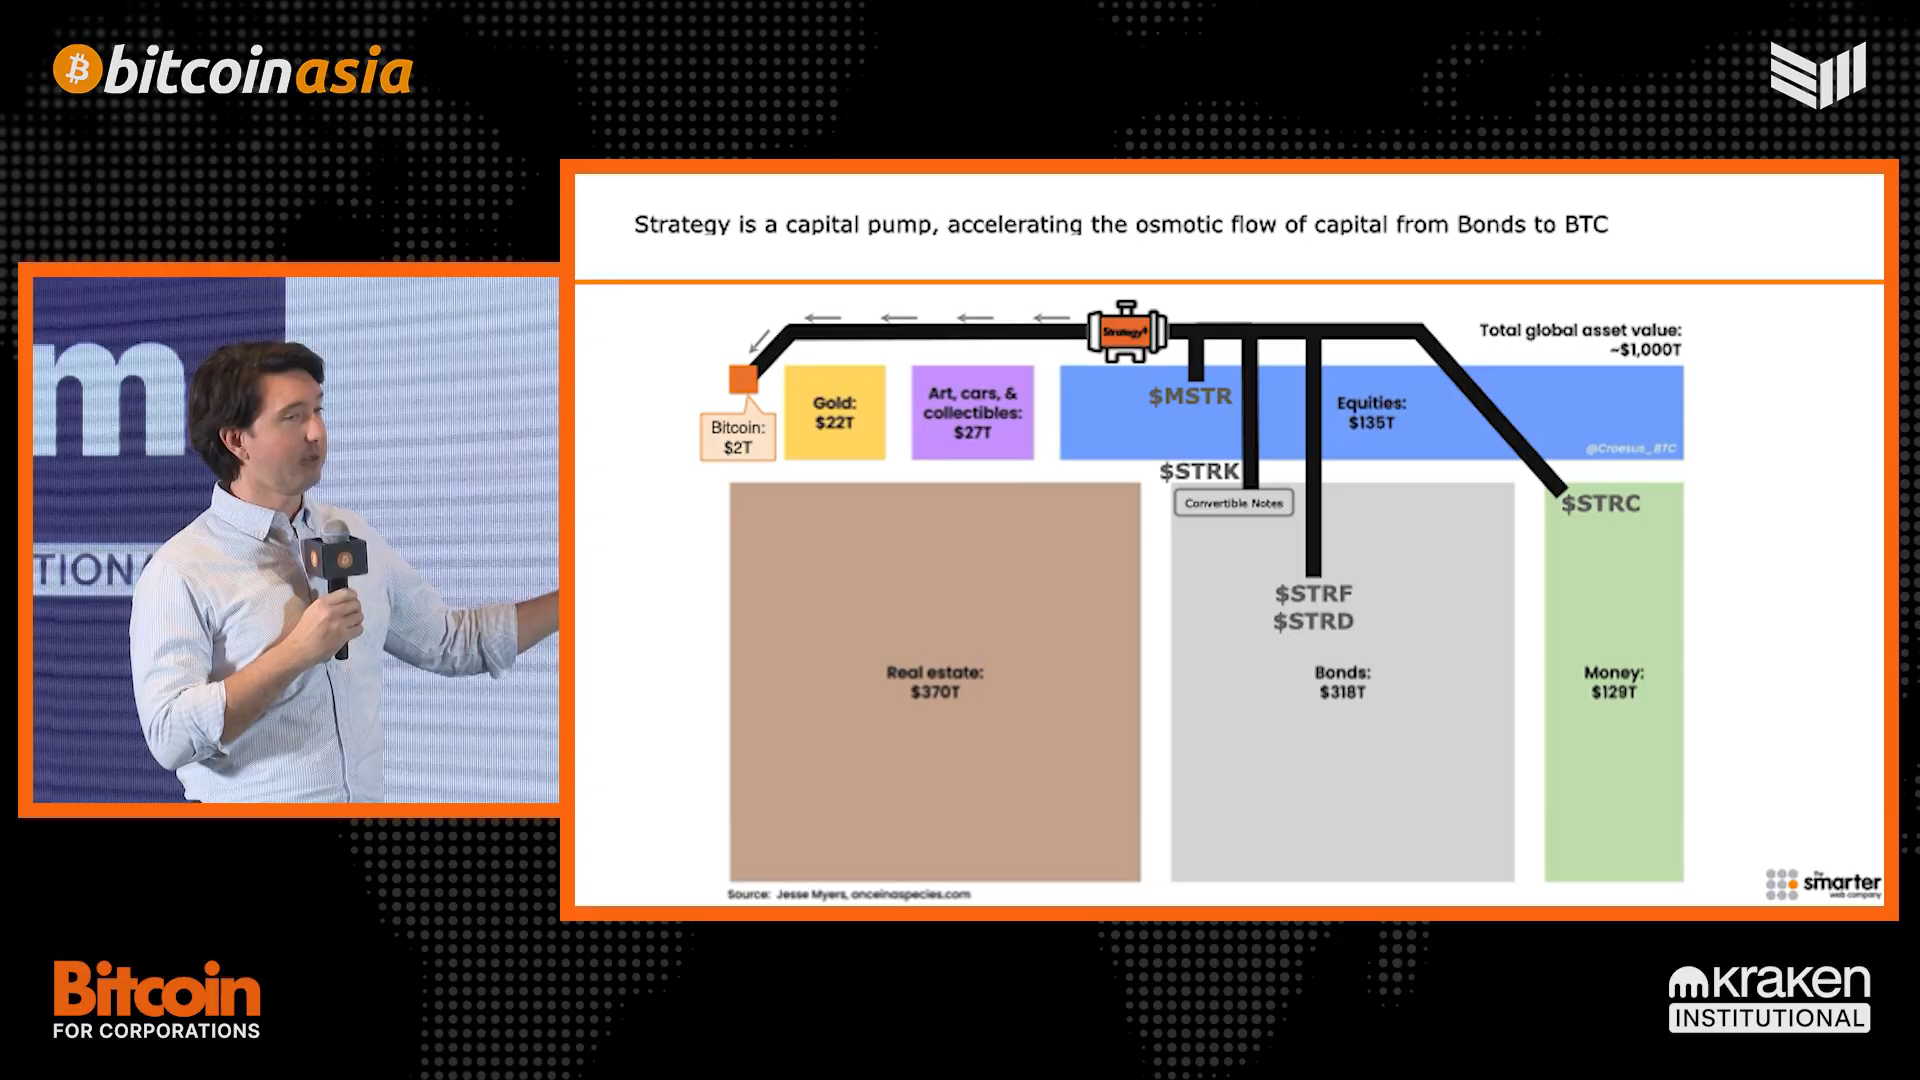 bitcoinasia
Strategy is a capital pump, accelerating the osmotic flow of capital from Bonds to BTC
Strategy
Total global asset value:
~$1,000T
Bitcoin:
$2T
Gold:
$22T
Art, cars, &
collectibles:
$27T
$MSTR
Equities:
$135T
@Croesus_BTC
$STRK
Convertible Notes
$STRC
$STRF
$STRD
Real estate:
$370T
Bonds:
$318T
Money:
$129T
Source: Jesse Myers, onceinaspecies.com
the
smarter
web company
m
TION
Bitcoin
FOR CORPORATIONS
kraken
INSTITUTIONAL